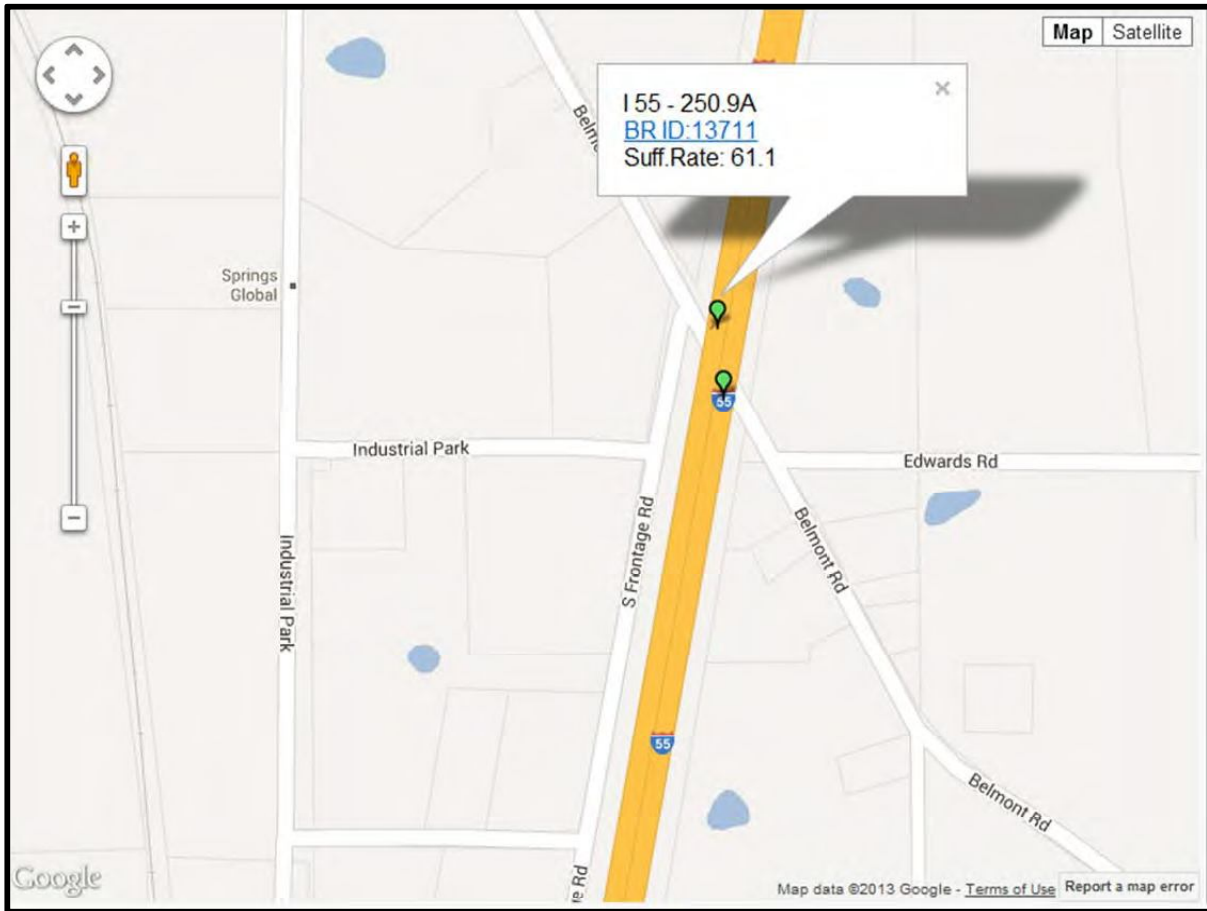 Map
Satellite
I 55 - 250.9A
BR ID:13711
Suff.Rate: 61.1
Springs
Global
55
Industrial Park
Edwards Rd
S Frontage Rd
Belmont Rd
Industrial Park
55
Belmont Rd
Google
Map data ©2013 Google - Terms of Use
Report a map error